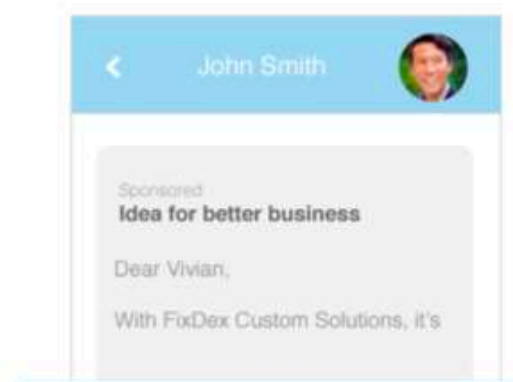 John Smith
Sponsored
Idea for better business
Dear Vivian,
With FixDex Custom Solutions, it's